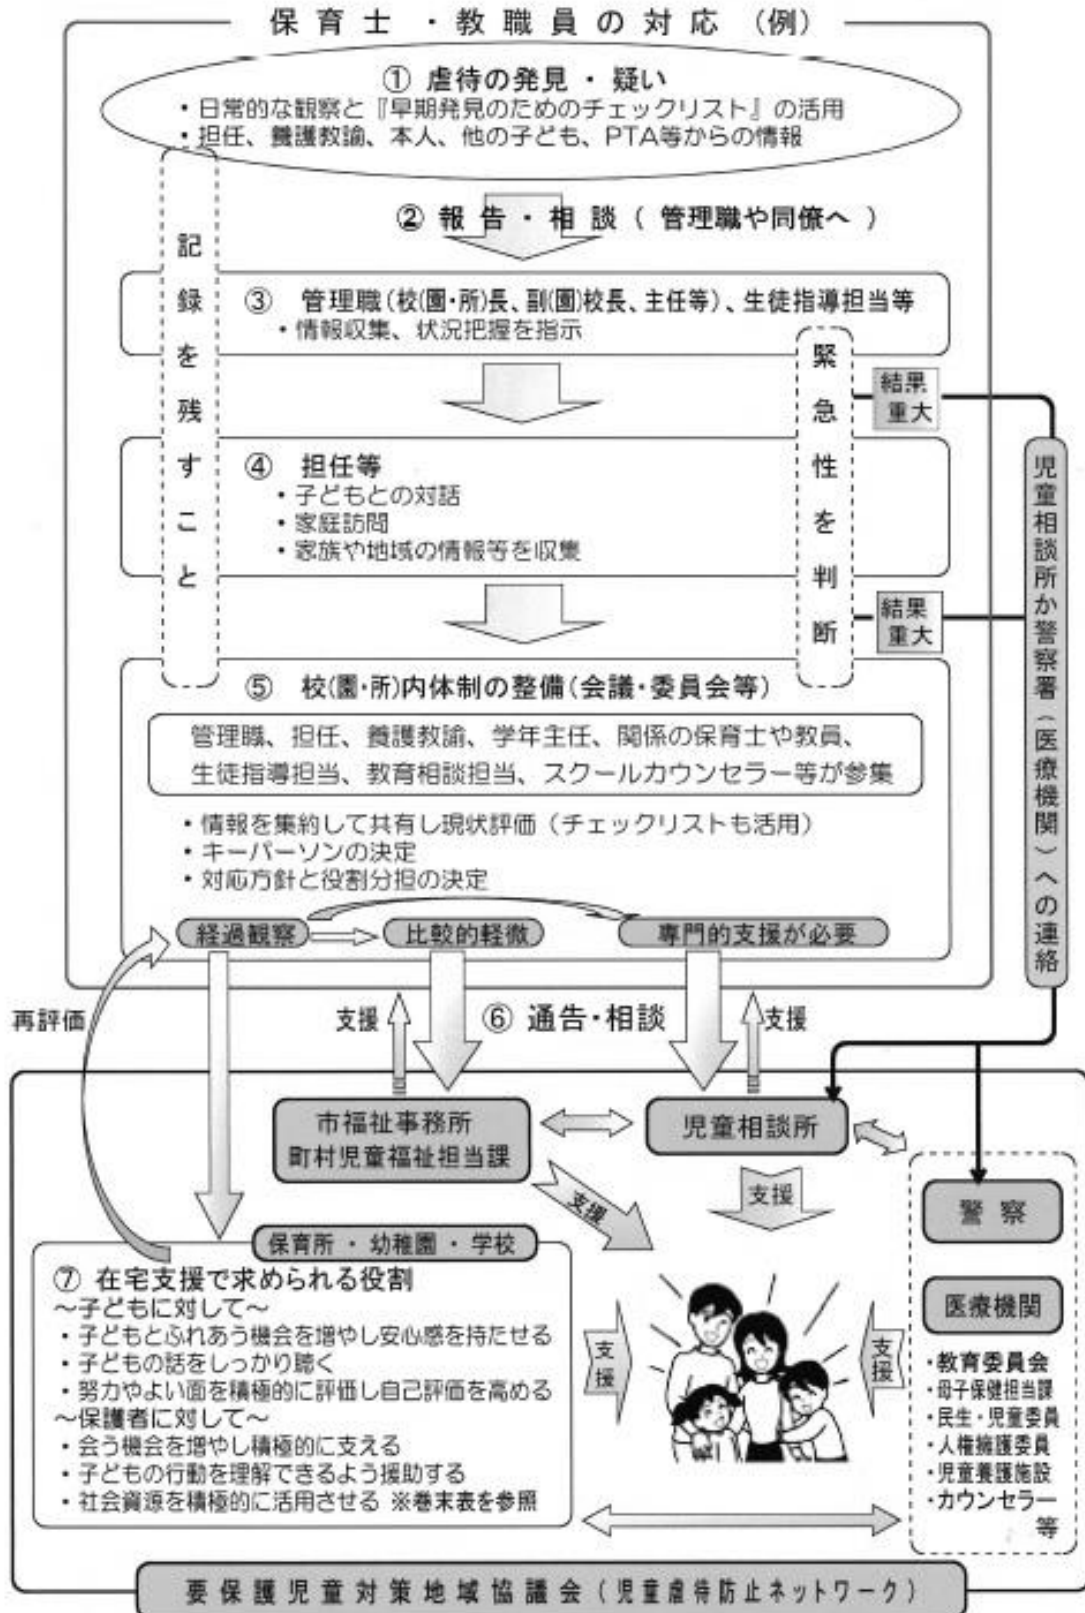 保育士・教職員の対応(例)
① 虐待の発見・疑い
・日常的な観察と『早期発見のためのチェックリスト』の活用
・担任、養護教諭、本人、他の子ども、PTA等からの情報
記録を残すこと
② 報告・相談(管理職や同僚へ)
③ 管理職(校(園・所)長、副(園)校長、主任等)、生徒指導担当等
・情報収集、状況把握を指示
緊急性を判断
結果
重大
④ 担任等
・子どもとの対話
・家庭訪問
・家族や地域の情報等を収集
結果
重大
児童相談所か警察署(医療機関)への連絡
⑤ 校(園・所)内体制の整備(会議・委員会等)
管理職、担任、養護教諭、学年主任、関係の保育士や教員、
生徒指導担当、教育相談担当、スクールカウンセラー等が参集
・情報を集約して共有し現状評価(チェックリストも活用)
・キーパーソンの決定
・対応方針と役割分担の決定
経過観察
比較的軽微
専門的支援が必要
再評価
支援
⑥ 通告・相談
支援
市福祉事務所
町村児童福祉担当課
児童相談所
支援
支援
警察
医療機関
・教育委員会
・母子保健担当課
・民生・児童委員
・人権擁護委員
・児童養護施設
・カウンセラー
等
保育所・幼稚園・学校
⑦ 在宅支援で求められる役割
〜子どもに対して〜
・子どもとふれあう機会を増やし安心感を持たせる
・子どもの話をしっかり聴く
・努力やよい面を積極的に評価し自己評価を高める
〜保護者に対して〜
・会う機会を増やし積極的に支える
・子どもの行動を理解できるよう援助する
・社会資源を積極的に活用させる ※巻末表を参照
支援
支援
要保護児童対策地域協議会(児童虐待防止ネットワーク)